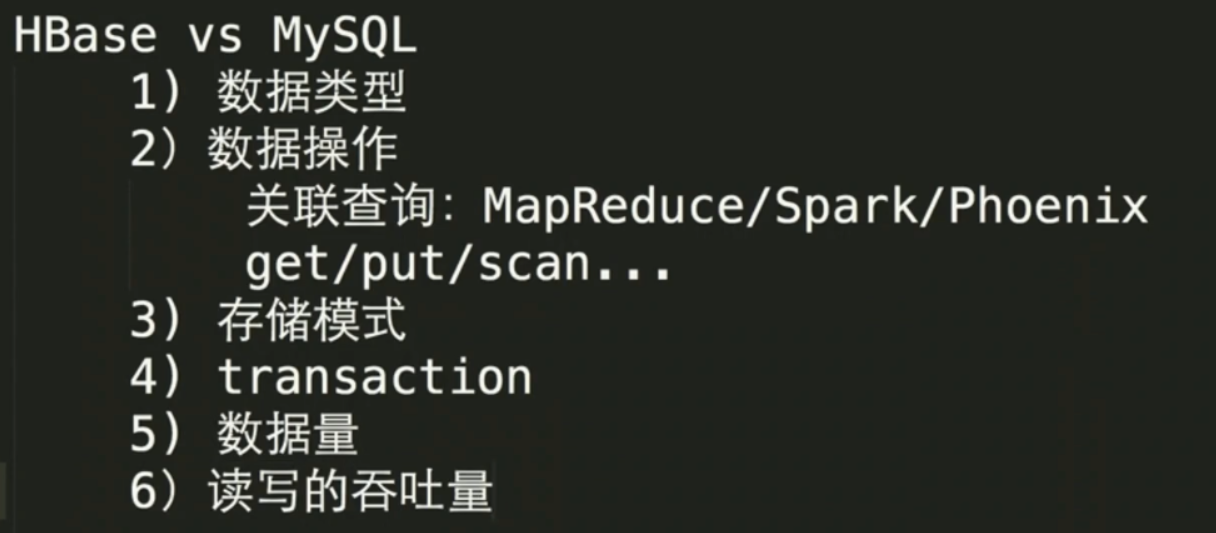 HBase vs MySQL
1) 数据类型
2）数据操作
关联查询：MapReduce/Spark/Phoenix
get/put/scan...
3) 存储模式
4) transaction
5) 数据量
6）读写的吞吐量